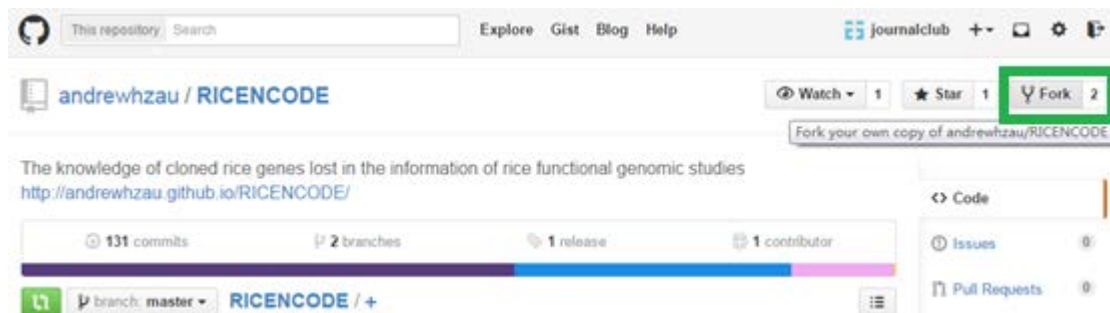 This repository Search Explore Gist Blog Help journalclub +
andrewhzau / RICENCODE Watch 1 Star 1 Fork 2
Fork your own copy of andrewhzau/RICENCODE
The knowledge of cloned rice genes lost in the information of rice functional genomic studies
http://andrewhzau.github.io/RICENCODE/
<> Code
131 commits 2 branches 1 release 1 contributor
Issues 0
branch: master RICENCODE / +
Pull Requests 0